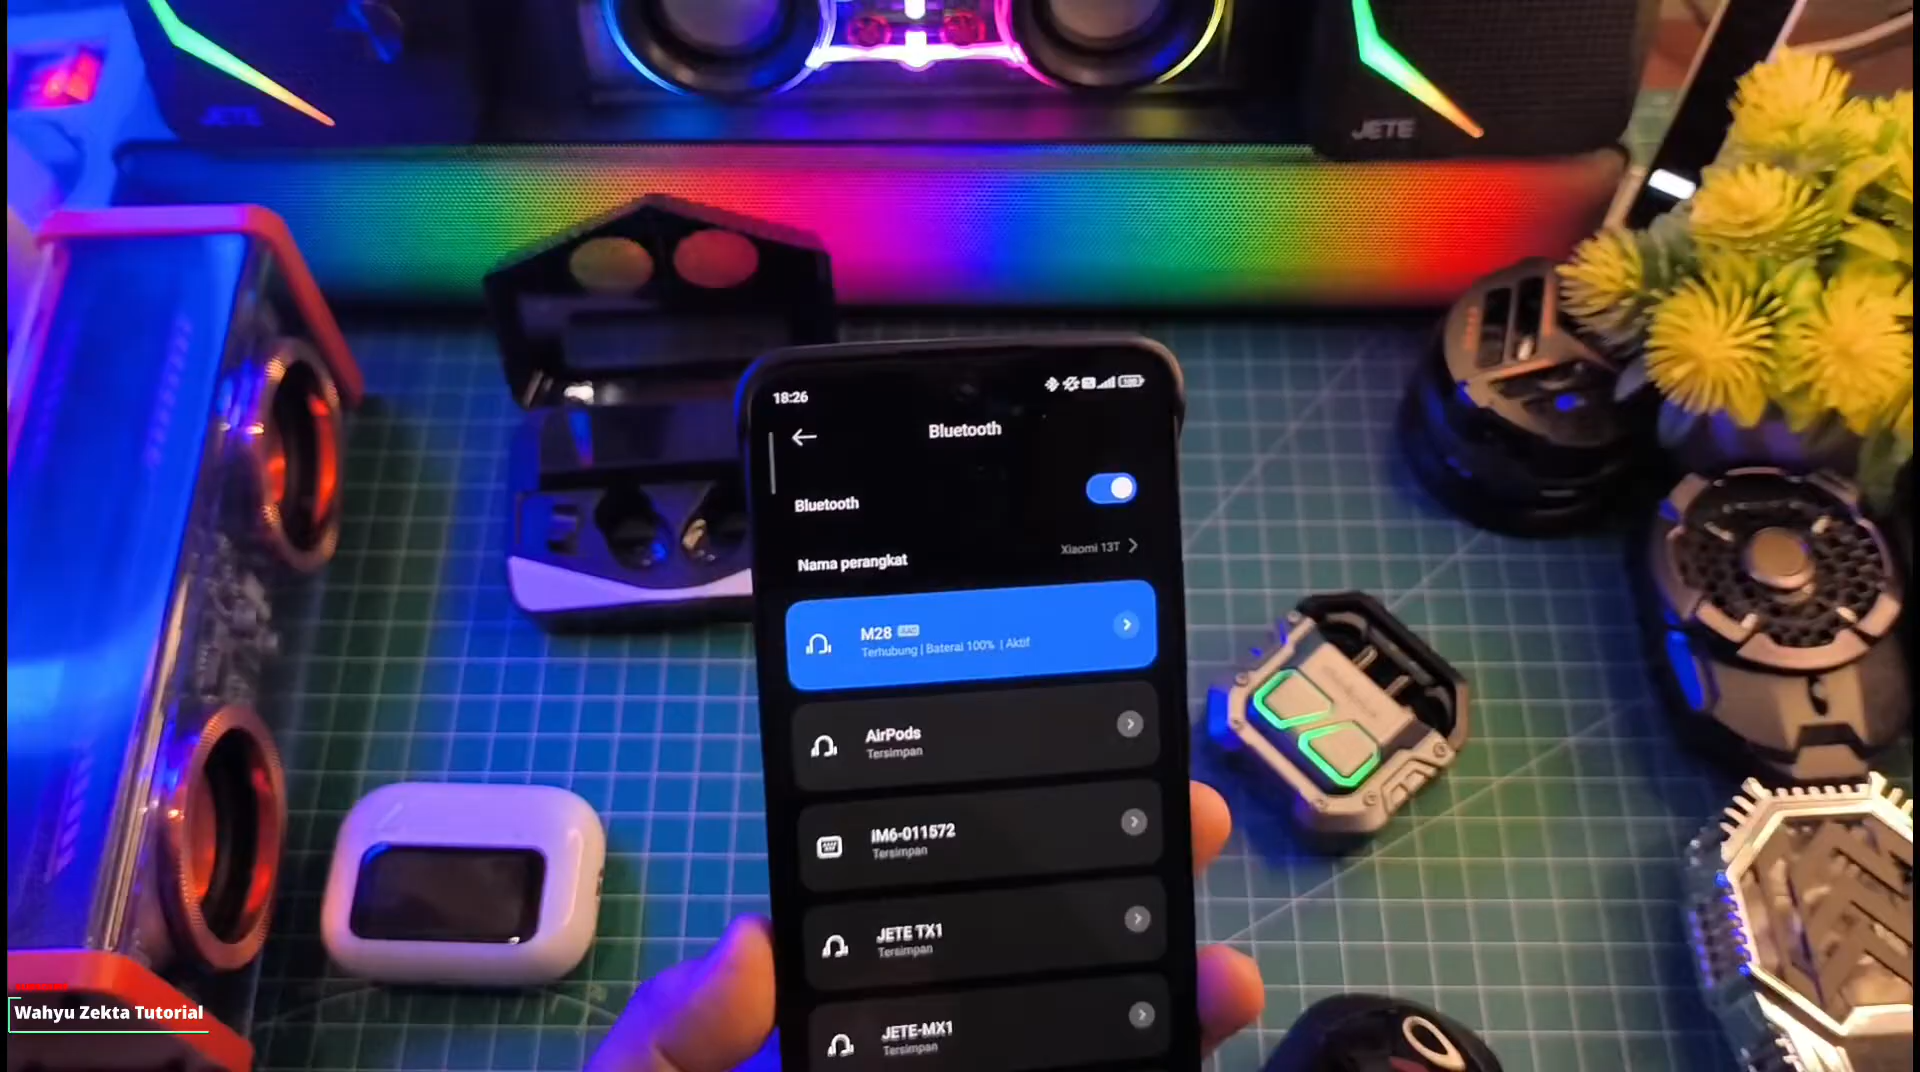 JETE
JETE
18:26
Bluetooth
Bluetooth
Nama perangkat
Xiaomi 13T
M28 AAC
Terhubung | Baterai 100% | Aktif
AirPods
Tersimpan
IM6-011572
Tersimpan
JETE TX1
Tersimpan
JETE-MX1
Tersimpan
Wahyu Zekta Tutorial